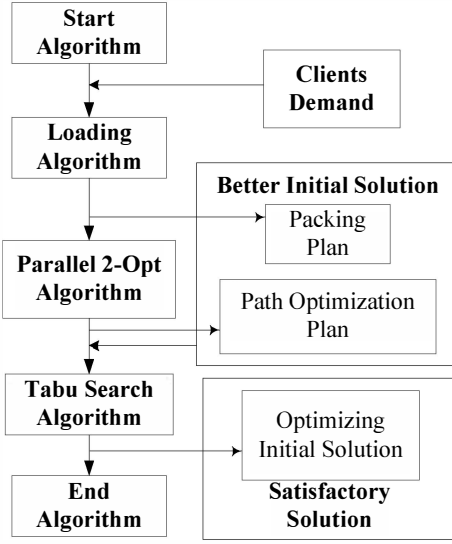 Start
Algorithm
Clients
Demand
Loading
Algorithm
Better Initial Solution
Packing
Plan
Parallel 2-Opt
Algorithm
Path Optimization
Plan
Tabu Search
Algorithm
Optimizing
Initial Solution
End
Algorithm
Satisfactory
Solution